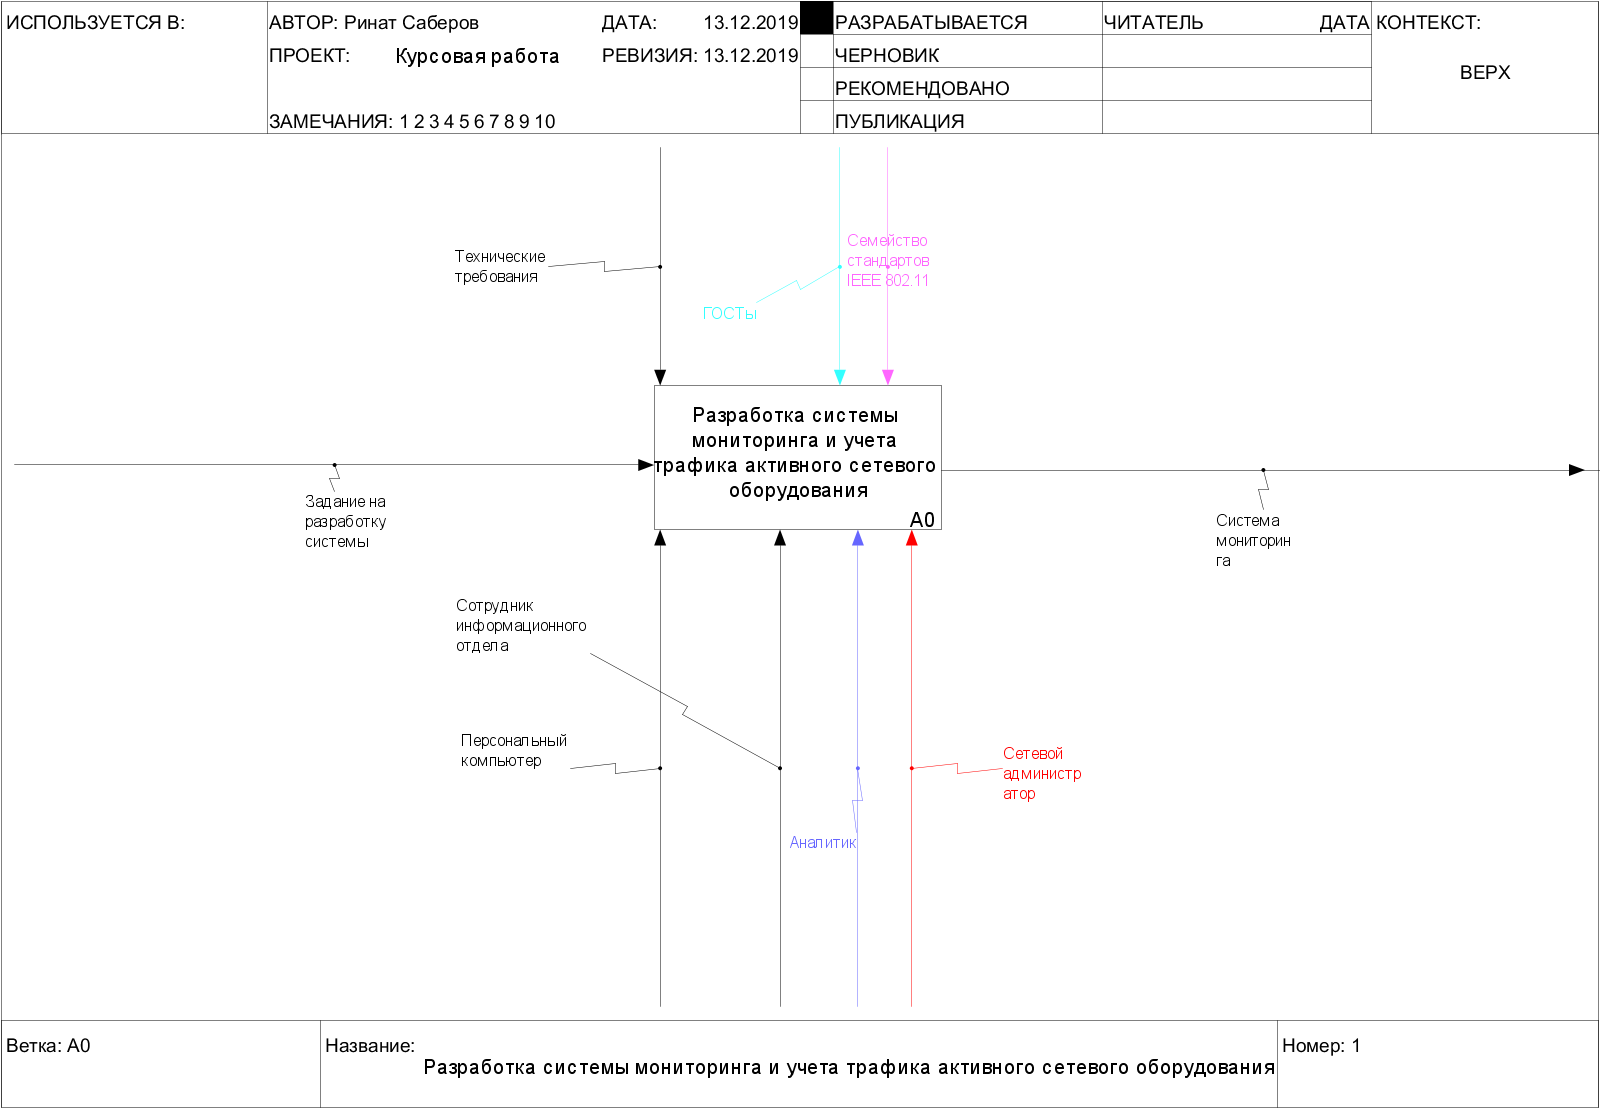 ИСПОЛЬЗУЕТСЯ В:
АВТОР: Ринат Саберов
ДАТА: 13.12.2019
ПРОЕКТ: Курсовая работа
РЕВИЗИЯ: 13.12.2019
ЗАМЕЧАНИЯ: 1 2 3 4 5 6 7 8 9 10
РАЗРАБАТЫВАЕТСЯ
ЧЕРНОВИК
РЕКОМЕНДОВАНО
ПУБЛИКАЦИЯ
ЧИТАТЕЛЬ
ДАТА
КОНТЕКСТ:
ВЕРХ
Технические
требования
Семейство
стандартов
IEEE 802.11
ГОСТы
Разработка системы
мониторинга и учета
трафика активного сетевого
оборудования
A0
Задание на
разработку
системы
Система
мониторин
га
Сотрудник
информационного
отдела
Персональный
компьютер
Сетевой
администр
атор
Аналитик
Ветка: A0
Название:
Разработка системы мониторинга и учета трафика активного сетевого оборудования
Номер: 1